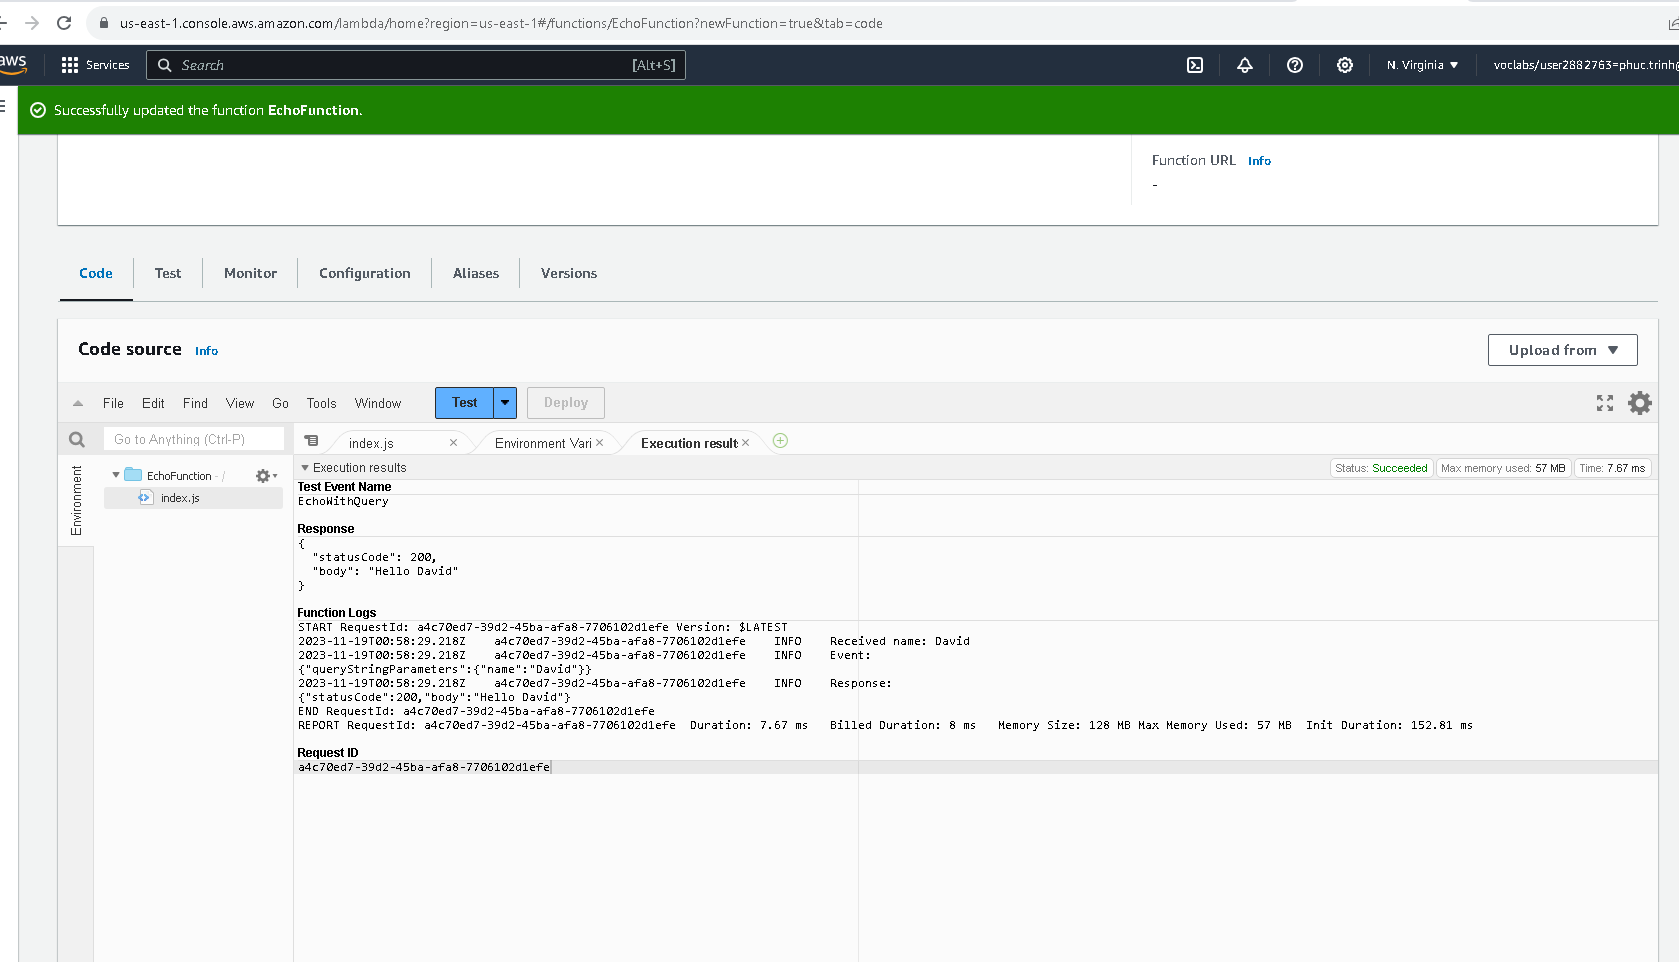 us-east-1.console.aws.amazon.com/lambda/home?region=us-east-1#/functions/EchoFunction?newFunction=true&tab=code
aws Services Search [Alt+S] N. Virginia ▼ voclabs/user2882763=phuc.trinh@
Successfully updated the function EchoFunction.
Function URL Info
-
Code Test Monitor Configuration Aliases Versions
Code source Info Upload from ▼
File Edit Find View Go Tools Window Test Deploy
Go to Anything (Ctrl-P) index.js × Environment Vari × Execution result ×
Execution results Status: Succeeded Max memory used: 57 MB Time: 7.67 ms
Environment
EchoFunction - /
index.js
Test Event Name
EchoWithQuery
Response
{
"statusCode": 200,
"body": "Hello David"
}
Function Logs
START RequestId: a4c70ed7-39d2-45ba-afa8-7706102d1efe Version: $LATEST
2023-11-19T00:58:29.218Z a4c70ed7-39d2-45ba-afa8-7706102d1efe INFO Received name: David
2023-11-19T00:58:29.218Z a4c70ed7-39d2-45ba-afa8-7706102d1efe INFO Event:
{"queryStringParameters":{"name":"David"}}
2023-11-19T00:58:29.218Z a4c70ed7-39d2-45ba-afa8-7706102d1efe INFO Response:
{"statusCode":200,"body":"Hello David"}
END RequestId: a4c70ed7-39d2-45ba-afa8-7706102d1efe
REPORT RequestId: a4c70ed7-39d2-45ba-afa8-7706102d1efe Duration: 7.67 ms Billed Duration: 8 ms Memory Size: 128 MB Max Memory Used: 57 MB Init Duration: 152.81 ms
Request ID
a4c70ed7-39d2-45ba-afa8-7706102d1efe